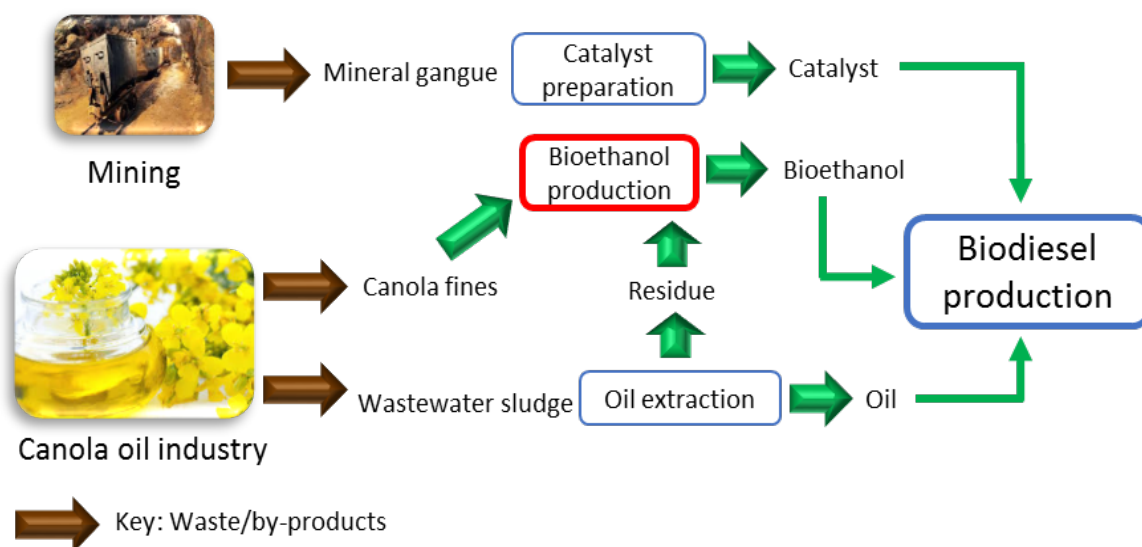 Mining
Mineral gangue
Catalyst
preparation
Catalyst
Bioethanol
production
Bioethanol
Biodiesel
production
Canola fines
Residue
Wastewater sludge
Oil extraction
Oil
Canola oil industry
Key: Waste/by-products